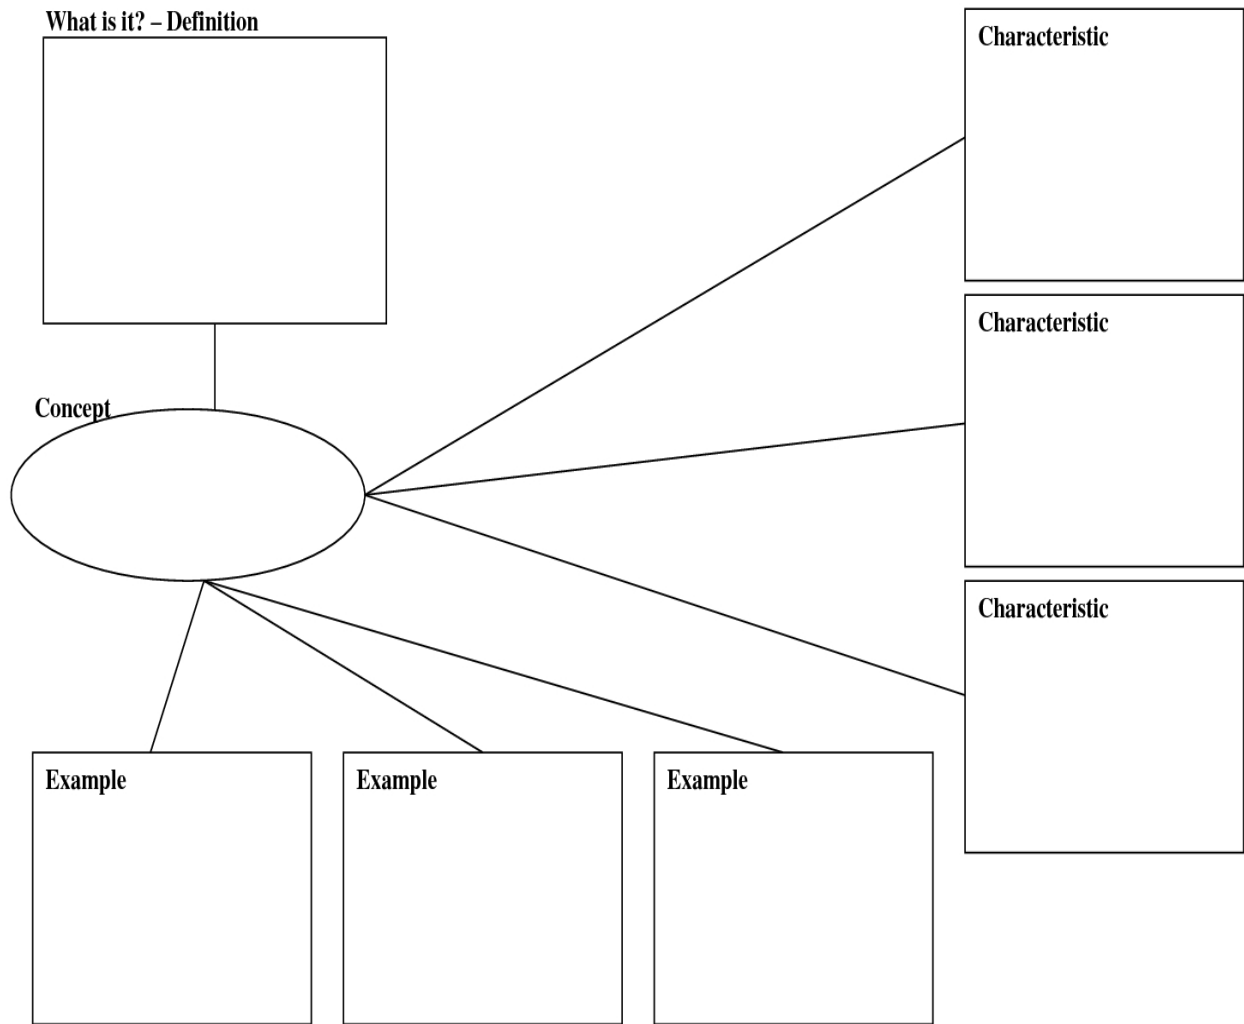 What is it? – Definition
Characteristic
Characteristic
Concept
Characteristic
Example
Example
Example